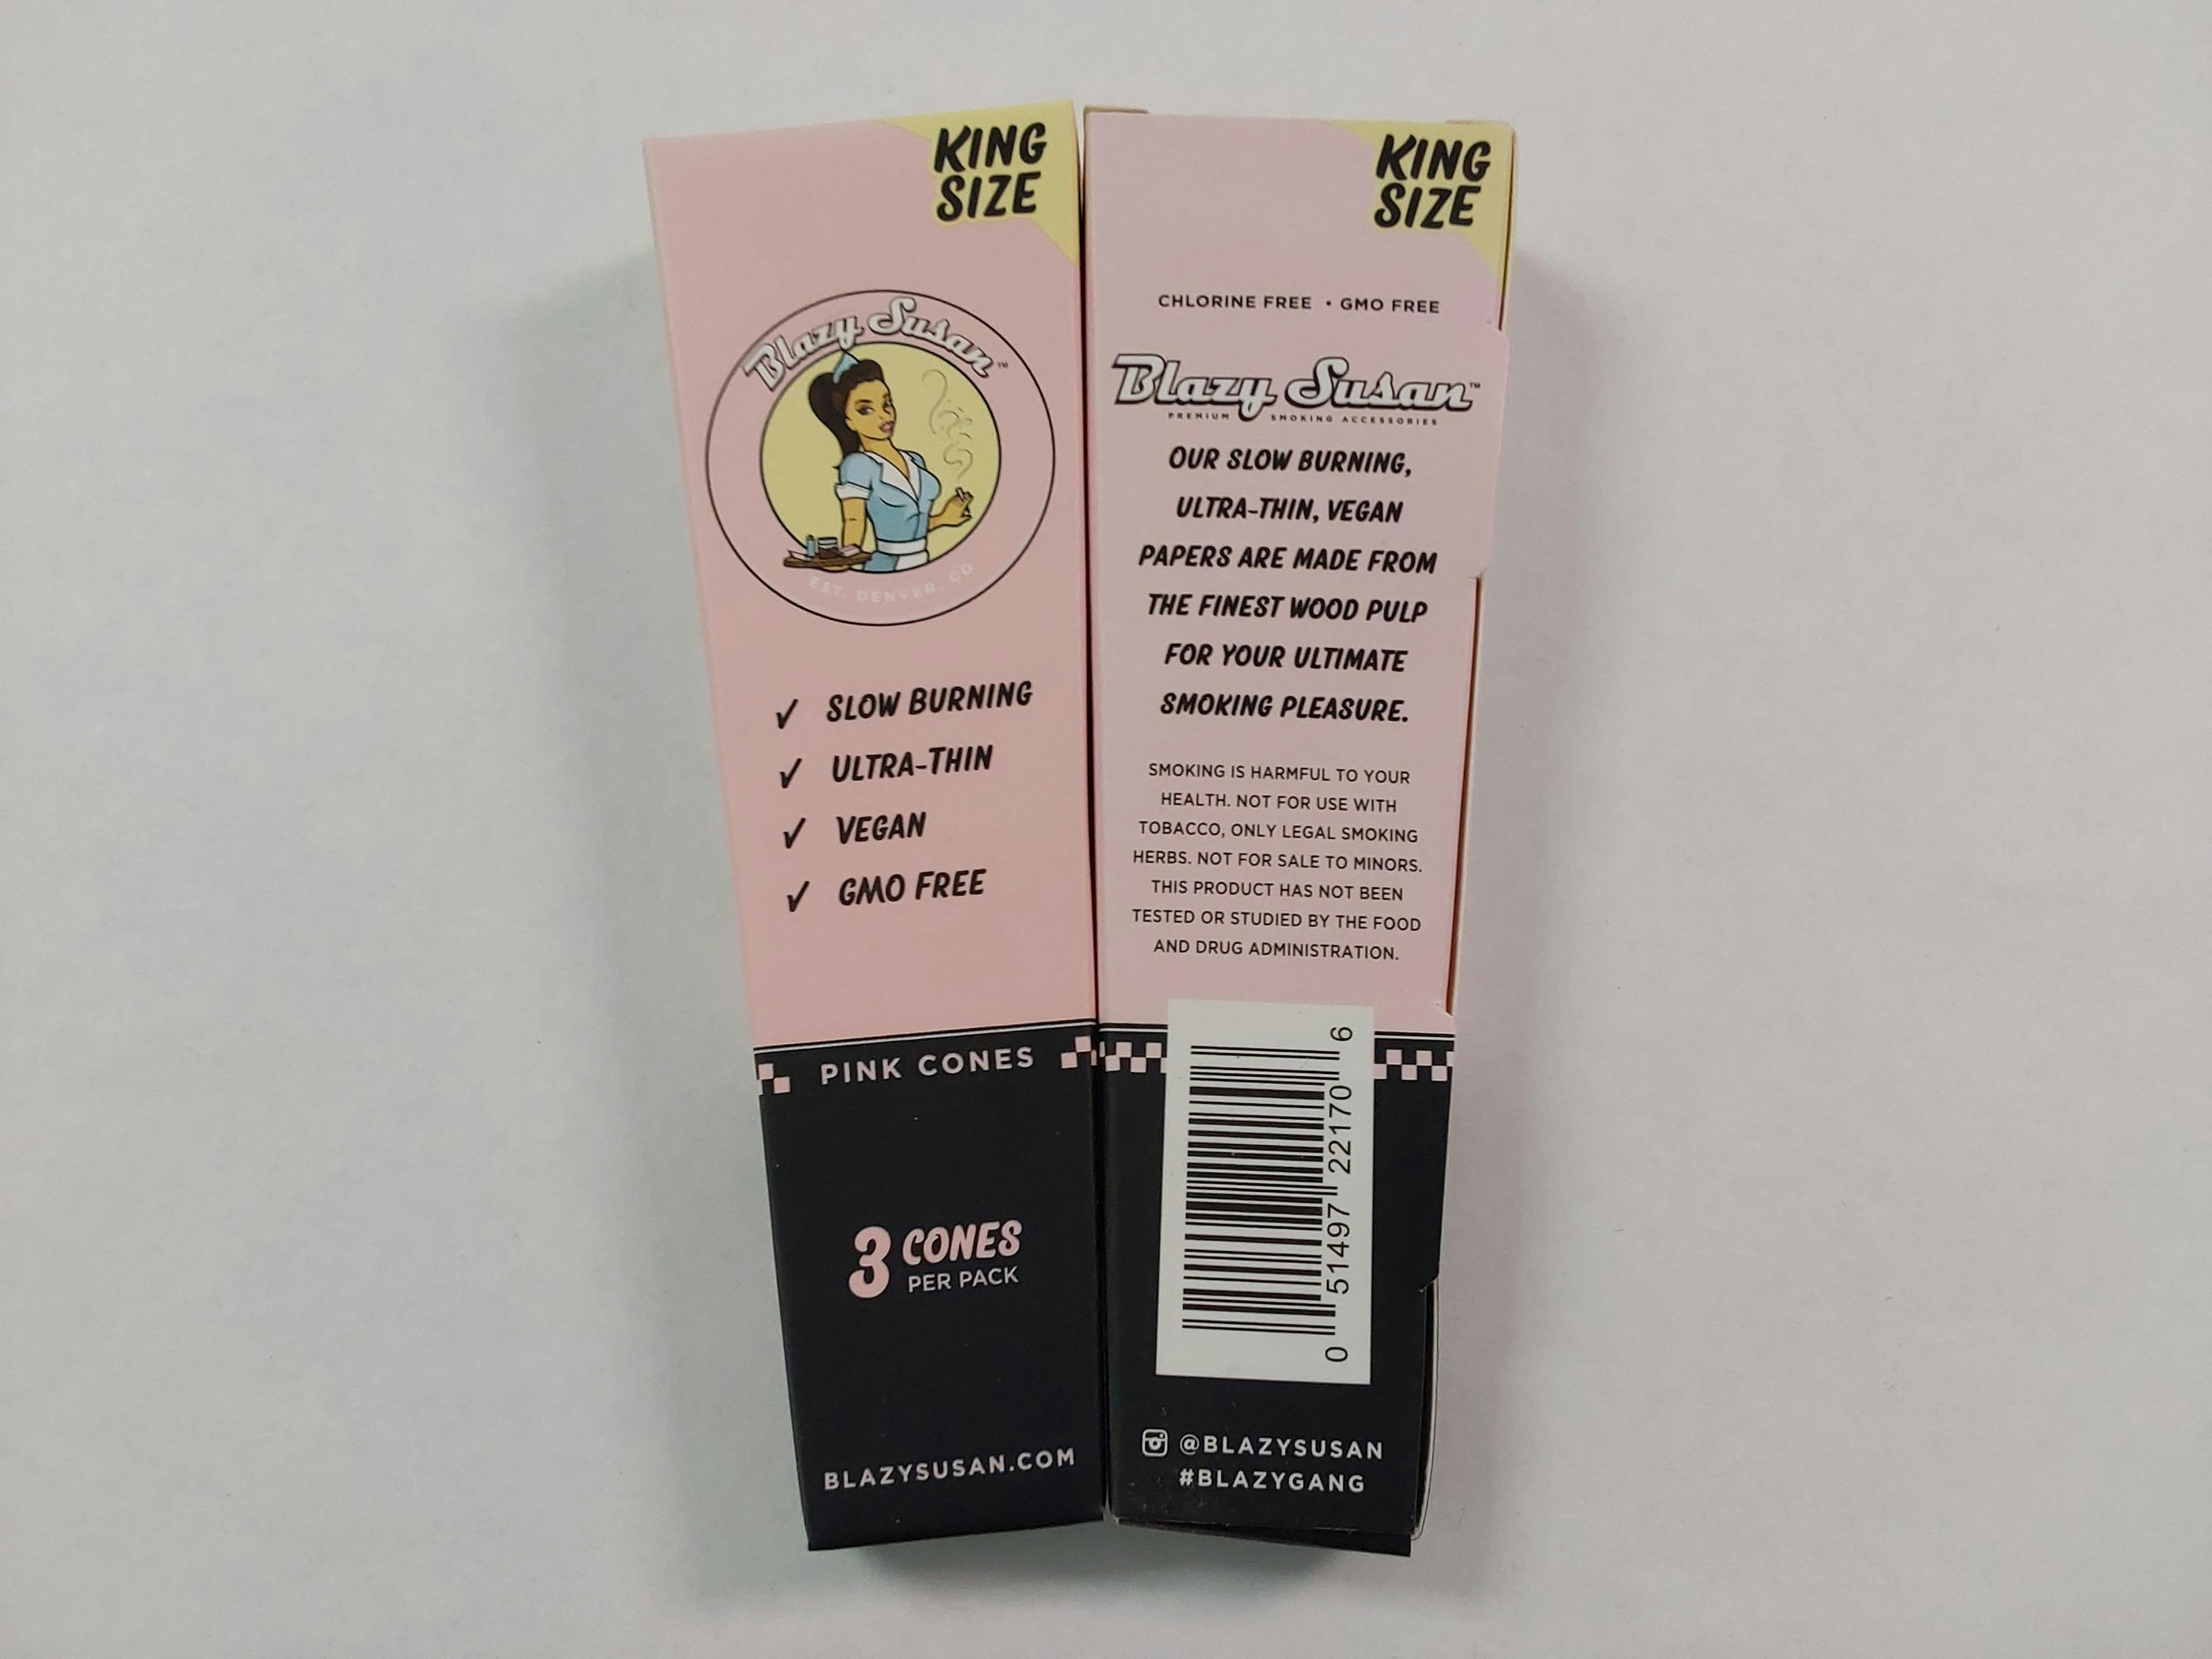 KING
SIZE
Blazy Susan™
EST. DENVER, CO
✓ SLOW BURNING
✓ ULTRA-THIN
✓ VEGAN
✓ GMO FREE
PINK CONES
3 CONES
PER PACK
BLAZYSUSAN.COM
KING
SIZE
CHLORINE FREE • GMO FREE
Blazy Susan™
PREMIUM SMOKING ACCESSORIES
OUR SLOW BURNING,
ULTRA-THIN, VEGAN
PAPERS ARE MADE FROM
THE FINEST WOOD PULP
FOR YOUR ULTIMATE
SMOKING PLEASURE.
SMOKING IS HARMFUL TO YOUR
HEALTH. NOT FOR USE WITH
TOBACCO, ONLY LEGAL SMOKING
HERBS. NOT FOR SALE TO MINORS.
THIS PRODUCT HAS NOT BEEN
TESTED OR STUDIED BY THE FOOD
AND DRUG ADMINISTRATION.
0 51497 22170 6
@BLAZYSUSAN
#BLAZYGANG